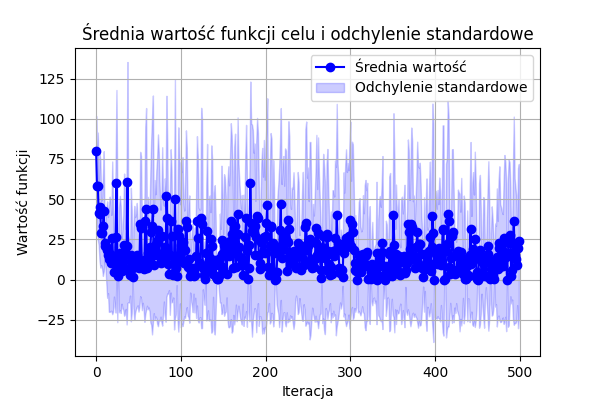 Średnia wartość funkcji celu i odchylenie standardowe
Średnia wartość
Odchylenie standardowe
Wartość funkcji
125
100
75
50
25
0
−25
0 100 200 300 400 500
Iteracja